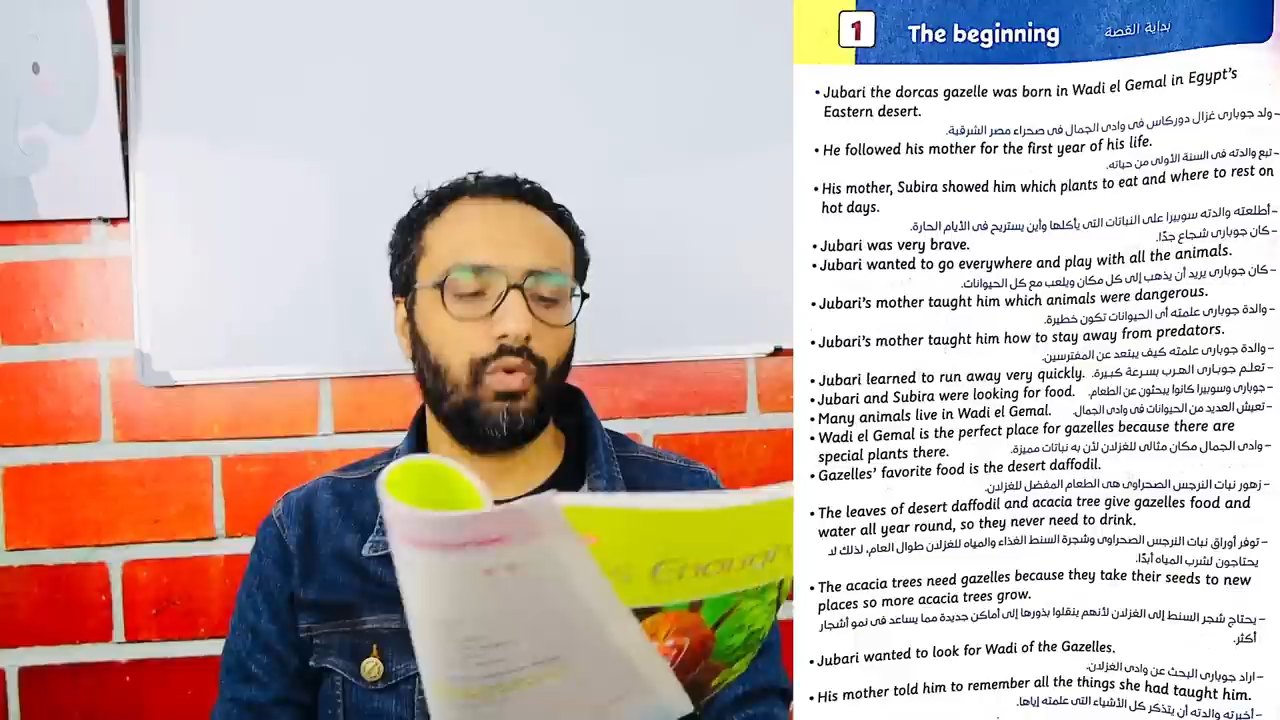 1
The beginning
بداية القصة
• Jubari the dorcas gazelle was born in Wadi el Gemal in Egypt's
Eastern desert.
- ولد جوبارى غزال دوركاس فى وادى الجمال فى صحراء مصر الشرقية.
• He followed his mother for the first year of his life.
- تبع والدته فى السنة الأولى من حياته.
• His mother, Subira showed him which plants to eat and where to rest on
hot days.
- أطلعته والدته سوبيرا على النباتات التى يأكلها وأين يستريح فى الأيام الحارة.
• Jubari was very brave.
- كان جوبارى شجاع جدًا.
• Jubari wanted to go everywhere and play with all the animals.
- كان جوبارى يريد أن يذهب إلى كل مكان ويلعب مع كل الحيوانات.
• Jubari's mother taught him which animals were dangerous.
- والدة جوبارى علمته أى الحيوانات تكون خطيرة.
• Jubari's mother taught him how to stay away from predators.
- والدة جوبارى علمته كيف يبتعد عن المفترسين.
• Jubari learned to run away very quickly.
- تعلم جوبارى الهرب بسرعة كبيرة.
• Jubari and Subira were looking for food.
- جوبارى وسوبيرا كانوا يبحثون عن الطعام.
• Many animals live in Wadi el Gemal.
- تعيش العديد من الحيوانات فى وادى الجمال.
• Wadi el Gemal is the perfect place for gazelles because there are
special plants there.
- وادى الجمال مكان مثالى للغزلان لأن به نباتات مميزة.
• Gazelles' favorite food is the desert daffodil.
- زهور نبات النرجس الصحراوى هى الطعام المفضل للغزلان.
• The leaves of desert daffodil and acacia tree give gazelles food and
water all year round, so they never need to drink.
- توفر أوراق نبات النرجس الصحراوى وشجرة السنط الغذاء والمياه للغزلان طوال العام، لذلك لا
يحتاجون لشرب المياه أبدًا.
• The acacia trees need gazelles because they take their seeds to new
places so more acacia trees grow.
- يحتاج شجر السنط إلى الغزلان لأنهم ينقلوا بذورها إلى أماكن جديدة مما يساعد فى نمو أشجار
أكثر.
• Jubari wanted to look for Wadi of the Gazelles.
- اراد جوبارى البحث عن وادى الغزلان.
• His mother told him to remember all the things she had taught him.
- أخبرته والدته أن يتذكر كل الأشياء التى علمته إياها.
Enough